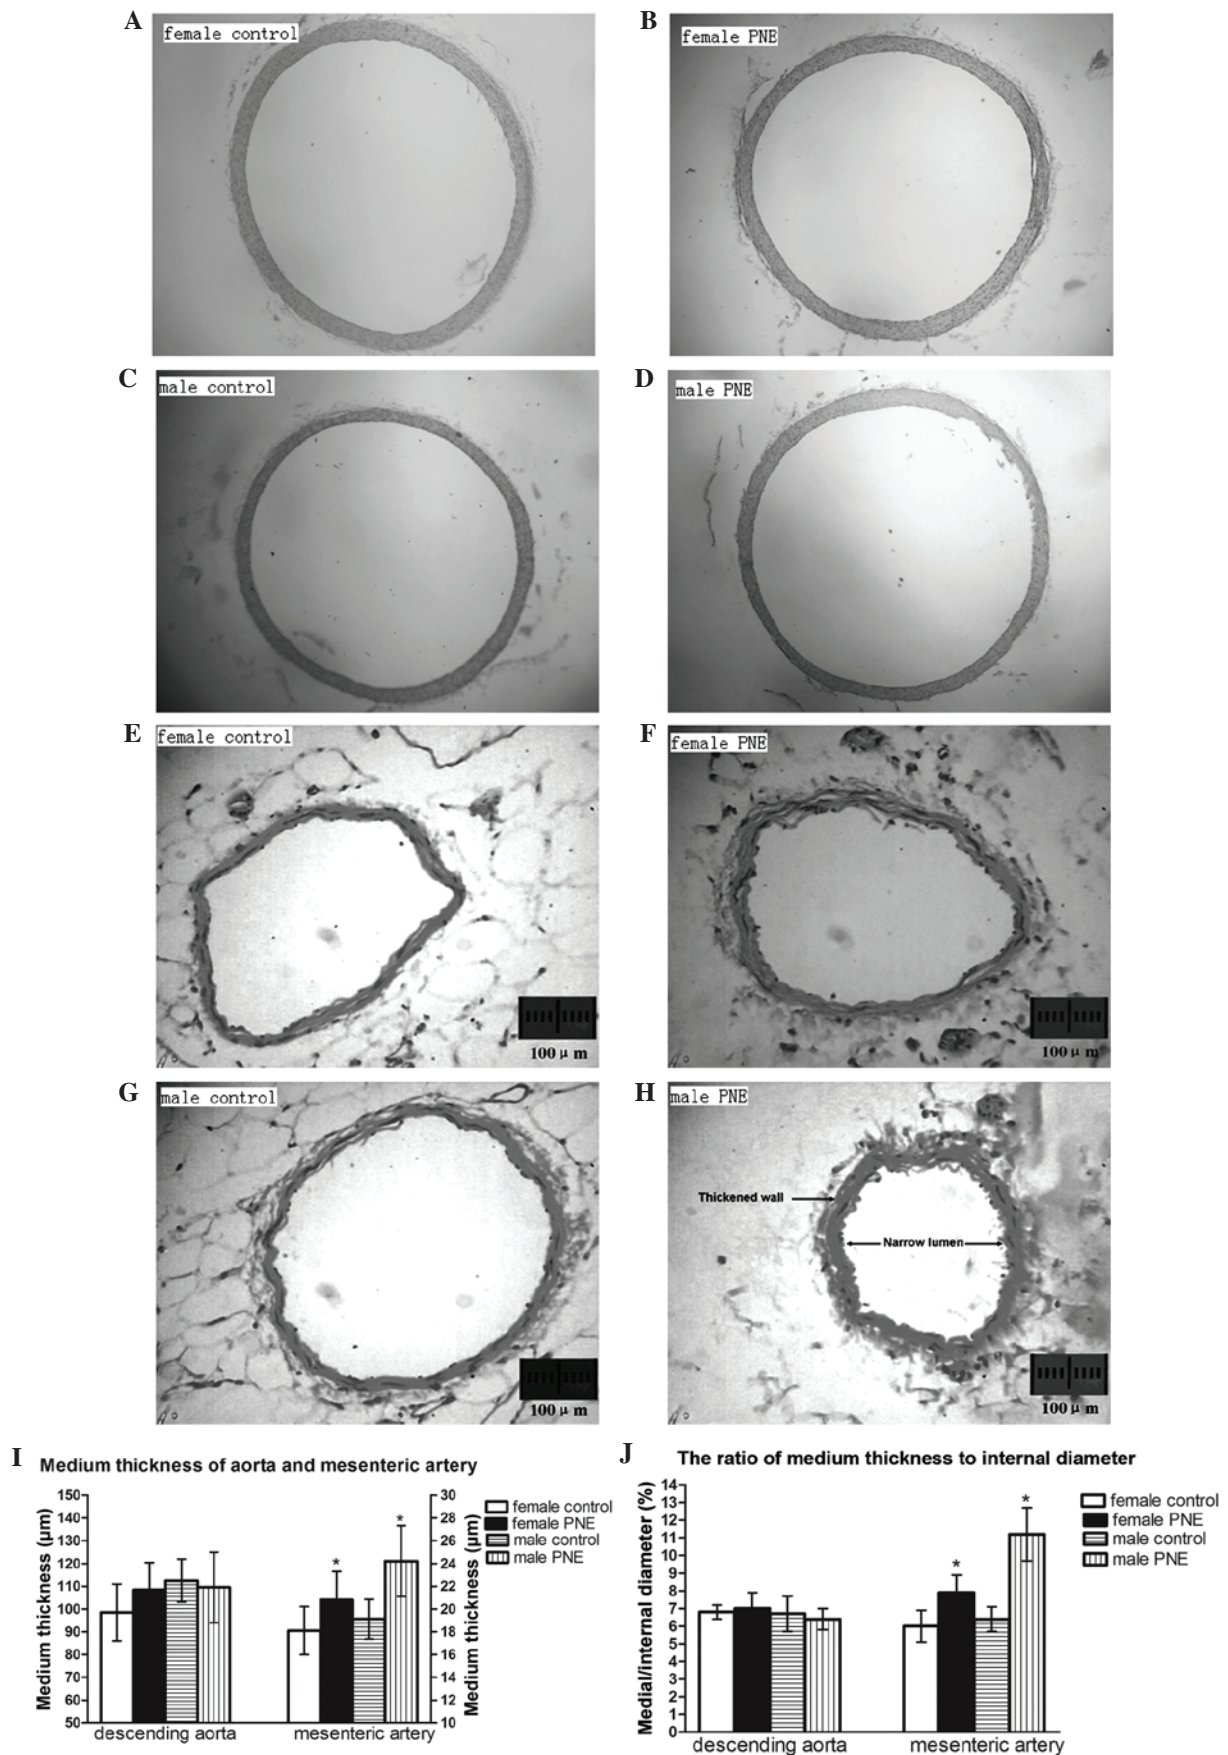 A
female control
B
female PNE
C
male control
D
male PNE
E
female control
100 μ m
F
female PNE
100 μ m
G
male control
100 μ m
H
male PNE
Thickened wall
Narrow lumen
100 μ m
I
Medium thickness of aorta and mesenteric artery
Medium thickness (μm)
150
140
130
120
110
100
90
80
70
60
50
30
28
26
24
22
20
18
16
14
12
10
Medium thickness (μm)
* *
descending aorta mesenteric artery
female control
female PNE
male control
male PNE
J
The ratio of medium thickness to internal diameter
Medial/internal diameter (%)
14
13
12
11
10
9
8
7
6
5
4
3
2
1
0
* *
descending aorta mesenteric artery
female control
female PNE
male control
male PNE